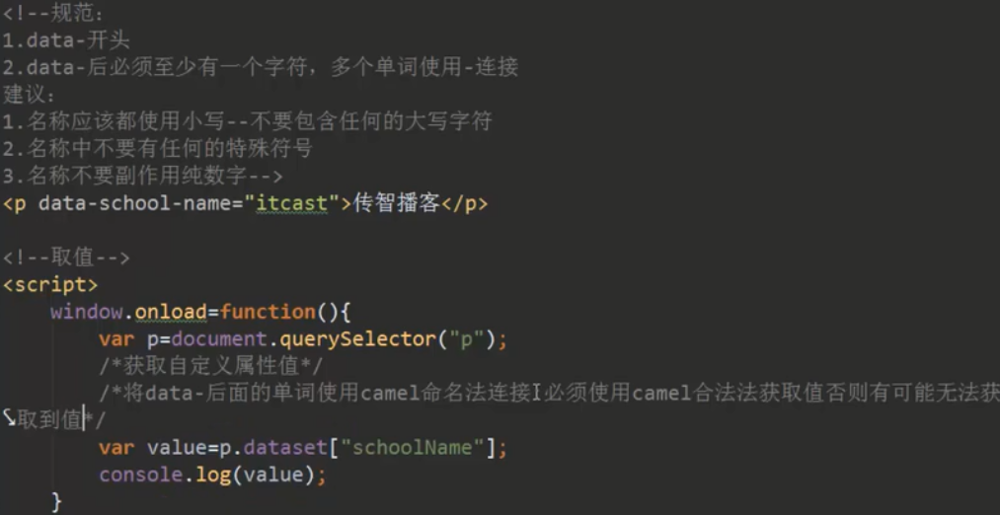 <!--规范:
1.data-开头
2.data-后必须至少有一个字符，多个单词使用-连接
建议:
1.名称应该都使用小写--不要包含任何的大写字符
2.名称中不要有任何的特殊符号
3.名称不要副作用纯数字-->
<p data-school-name="itcast">传智播客</p>
<!--取值-->
<script>
window.onload=function(){
var p=document.querySelector("p");
/*获取自定义属性值*/
/*将data-后面的单词使用camel命名法连接 必须使用camel合法法获取值否则有可能无法获
取到值*/
var value=p.dataset["schoolName"];
console.log(value);
}